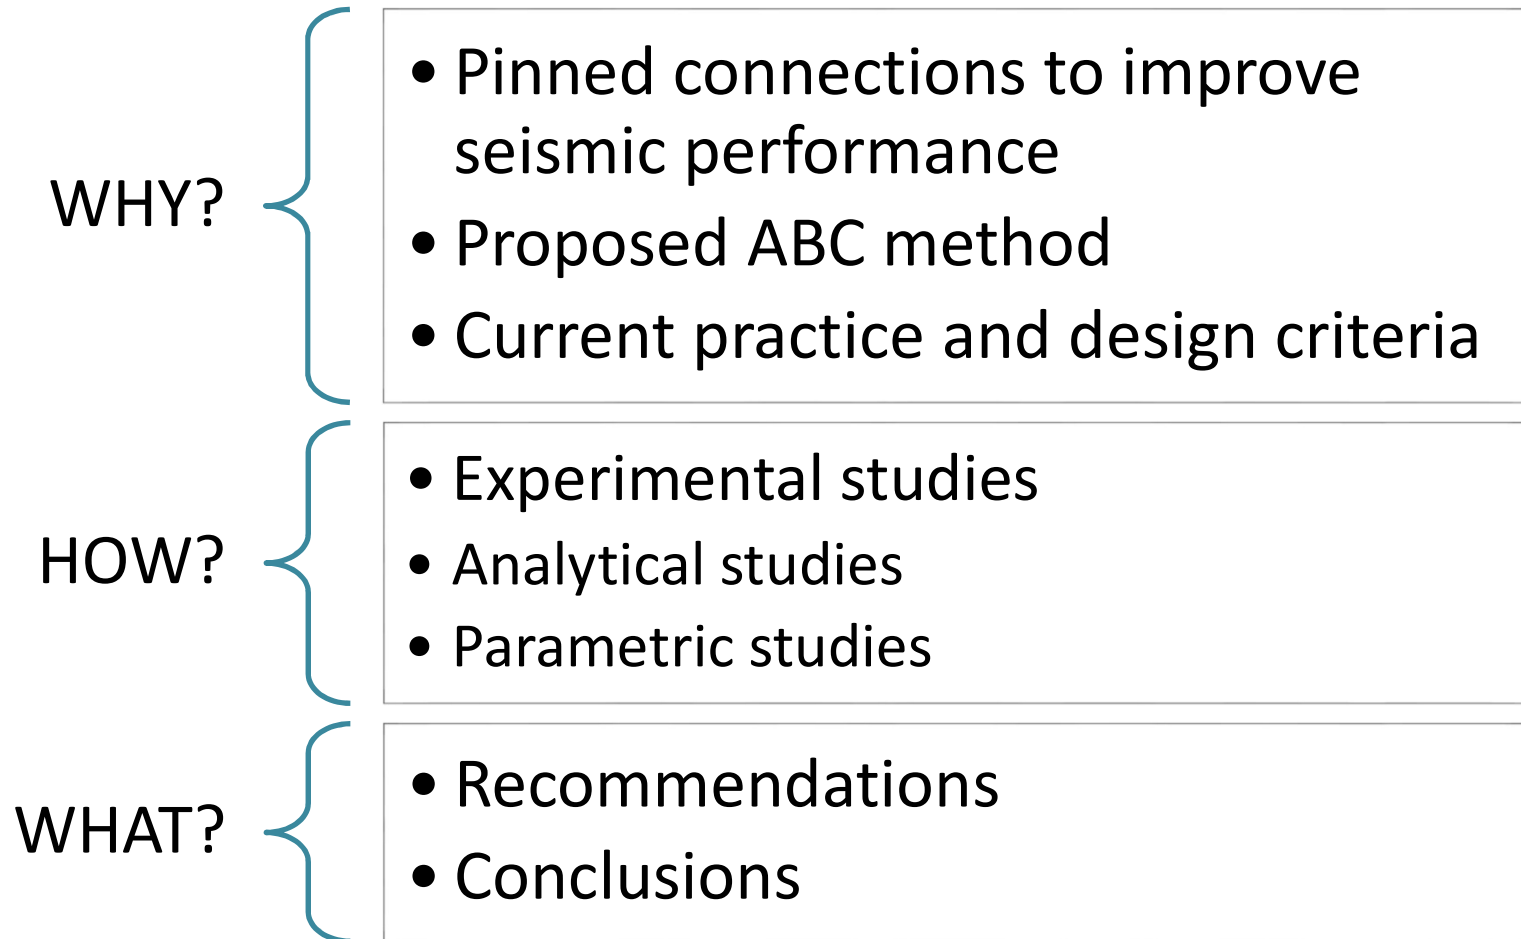 WHY?
• Pinned connections to improve
seismic performance
• Proposed ABC method
• Current practice and design criteria
HOW?
• Experimental studies
• Analytical studies
• Parametric studies
WHAT?
• Recommendations
• Conclusions